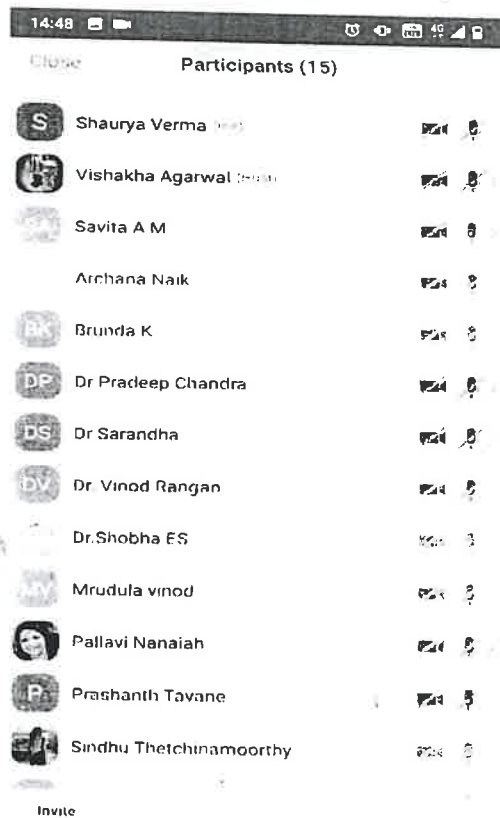 14:48 4G
Close Participants (15)
S Shaurya Verma
Vishakha Agarwal
Savita A M
Archana Naik
BK Brunda K
DP Dr Pradeep Chandra
DS Dr Sarandha
DV Dr. Vinod Rangan
Dr.Shobha ES
MV Mrudula vinod
Pallavi Nanaiah
P Prashanth Tavane
Sindhu Thetchinamoorthy
Invite